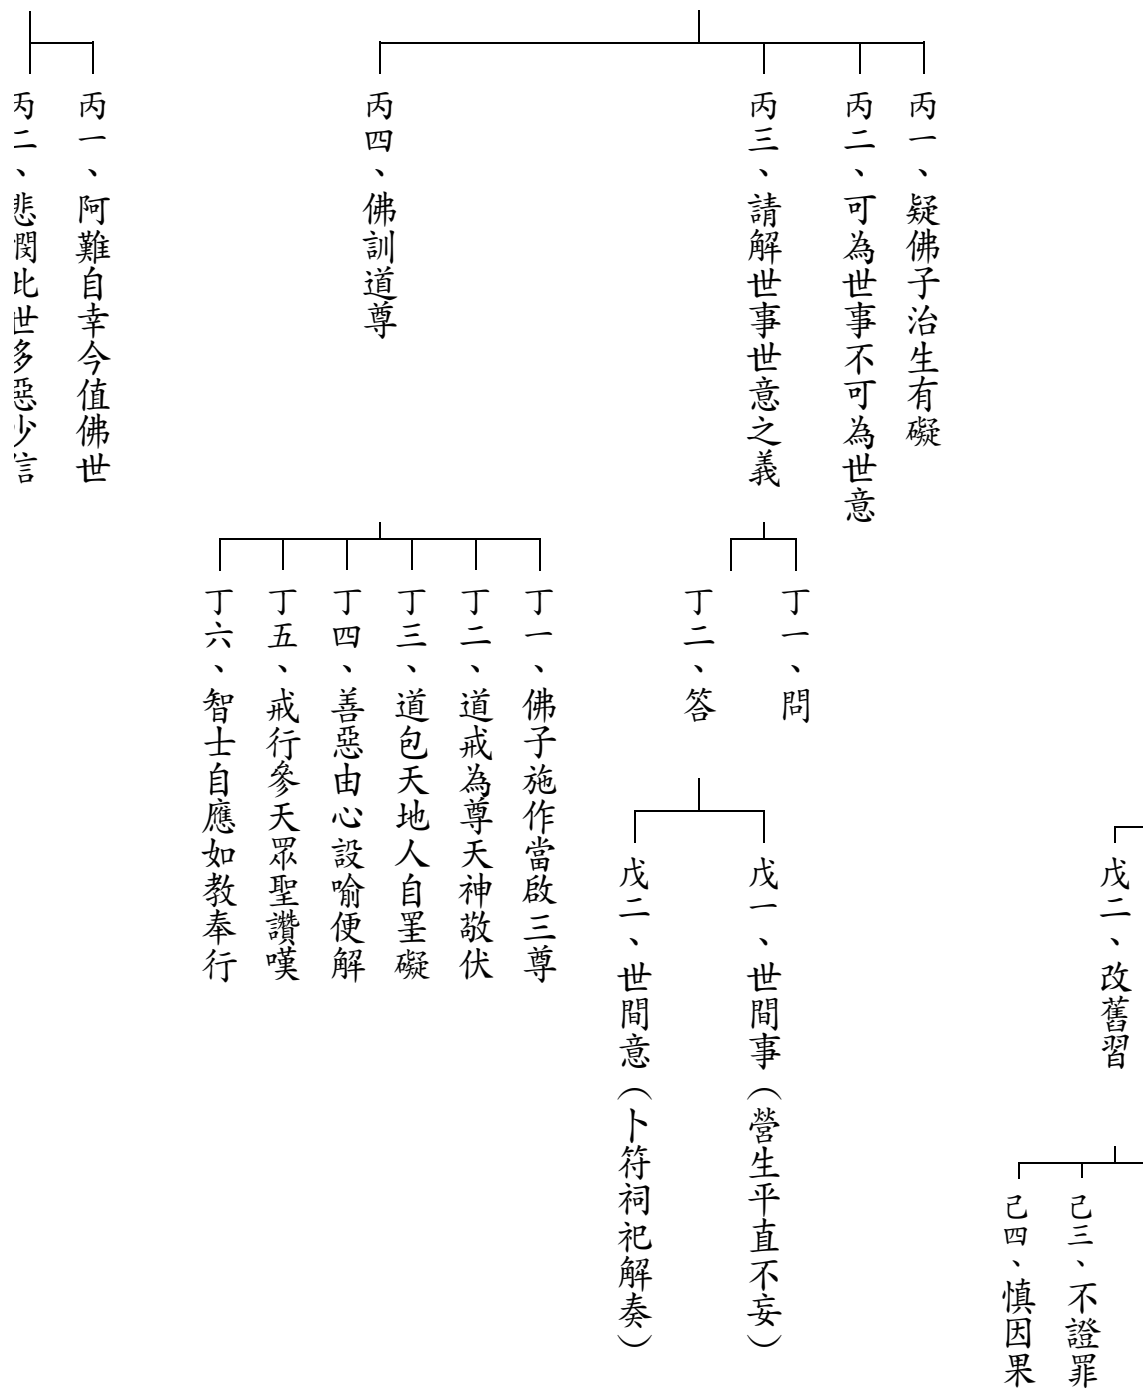 戊二、改舊習
己三、不證罪
己四、慎因果
丙一、疑佛子治生有礙
丙二、可為世事不可為世意
丙三、請解世事世意之義
丁一、問
丁二、答
戊一、世間事（營生平直不妄）
戊二、世間意（卜符祠祀解奏）
丙四、佛訓道尊
丁一、佛子施作當啟三尊
丁二、道戒為尊天神敬伏
丁三、道包天地人自罣礙
丁四、善惡由心設喻便解
丁五、戒行參天眾聖讚嘆
丁六、智士自應如教奉行
丙一、阿難自幸今值佛世
丙二、悲憫此世多惡少信